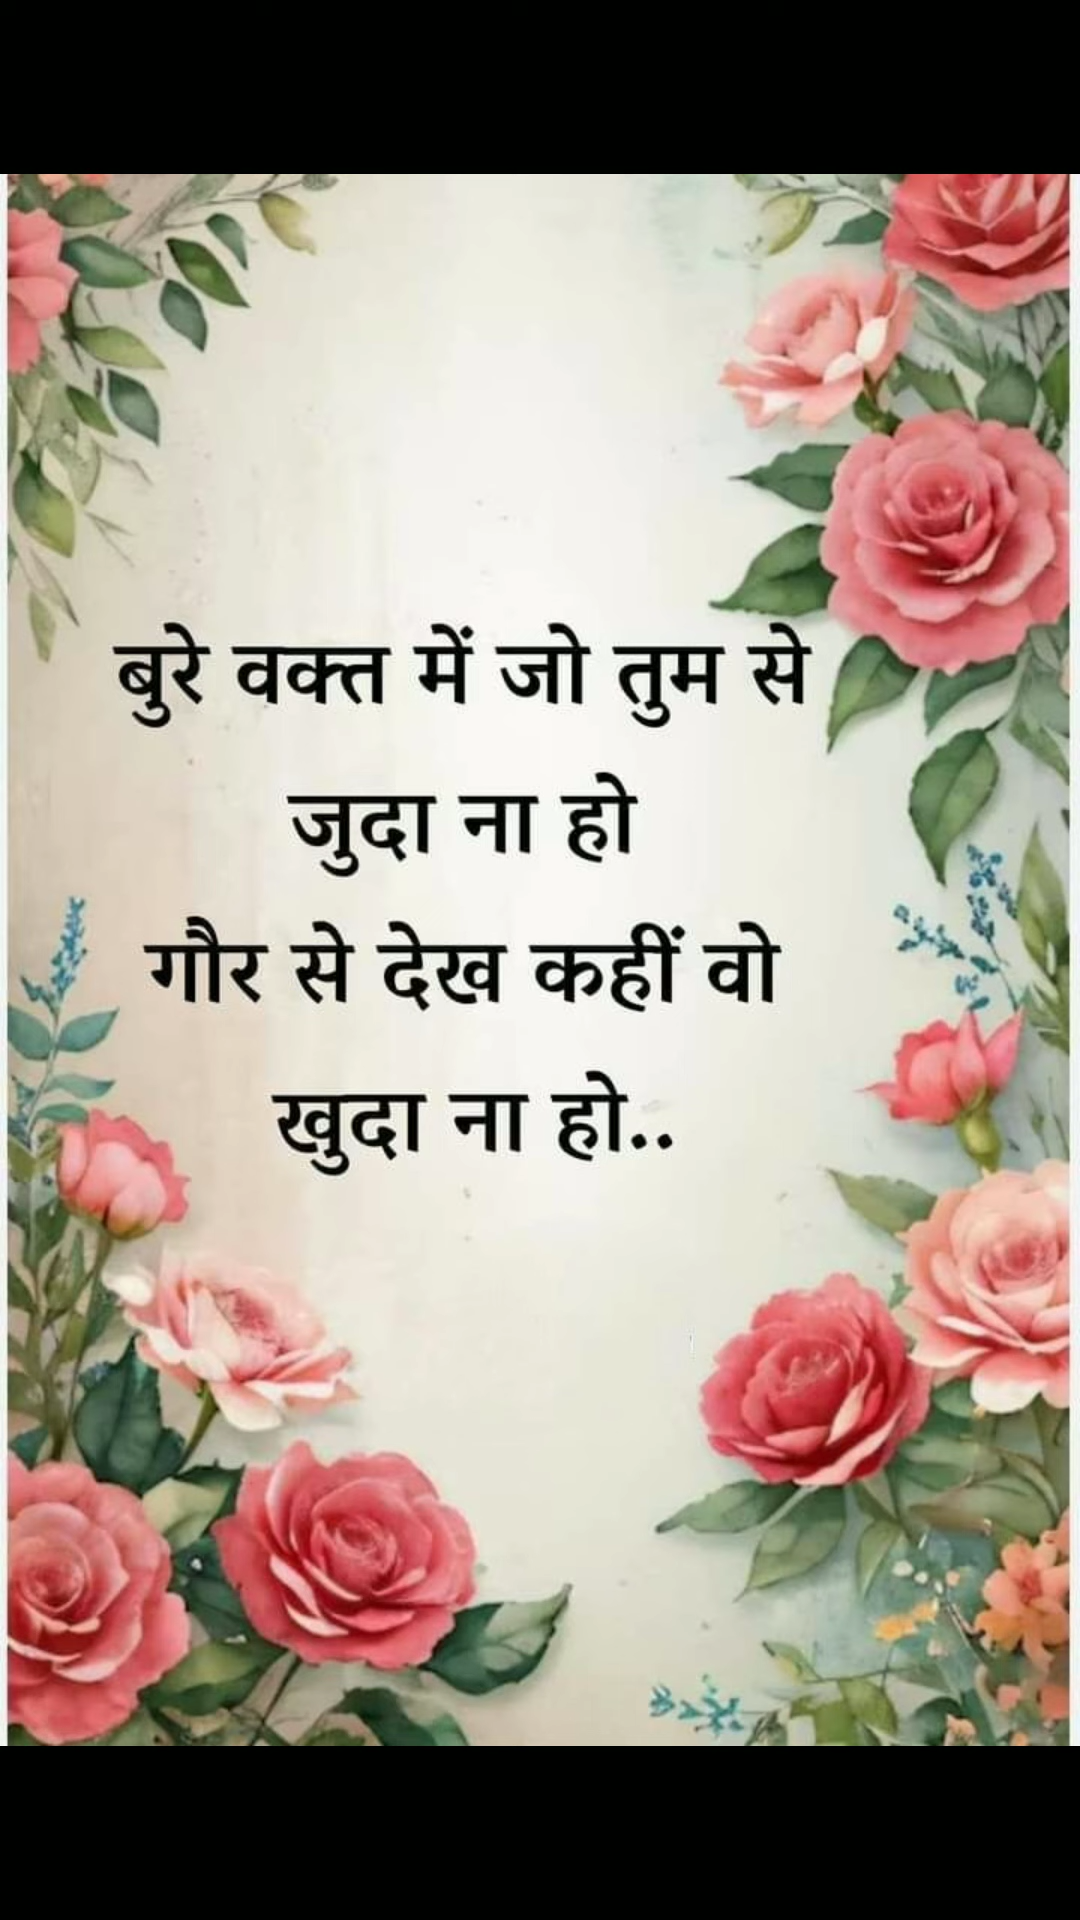 बुरे वक्त में जो तुम से
जुदा ना हो
गौर से देख कहीं वो
खुदा ना हो..